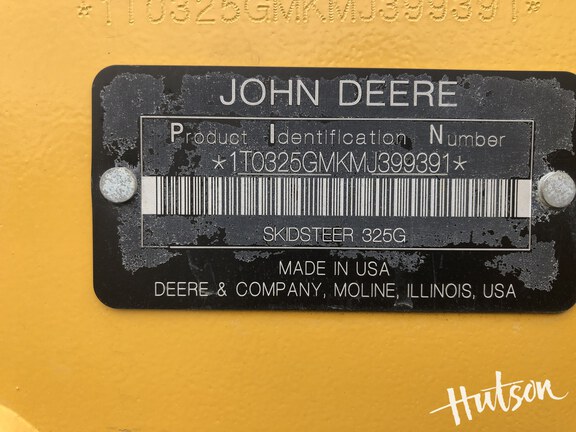 *1T0325GMKMJ399391*
JOHN DEERE
Product Identification Number
*1T0325GMKMJ399391*
SKIDSTEER 325G
MADE IN USA
DEERE & COMPANY, MOLINE, ILLINOIS, USA
Hutson